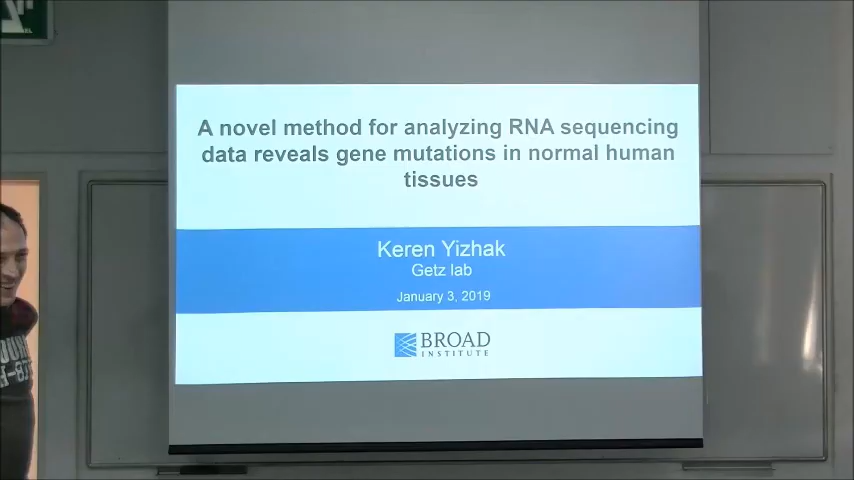 A novel method for analyzing RNA sequencing
data reveals gene mutations in normal human
tissues
Keren Yizhak
Getz lab
January 3, 2019
BROAD
INSTITUTE